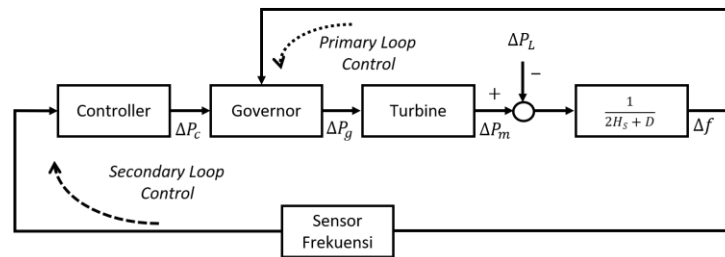 Primary Loop
Control
ΔP_L
−
+
Controller
ΔP_c
Governor
ΔP_g
Turbine
ΔP_m
1
2H_S + D
Δf
Secondary Loop
Control
Sensor
Frekuensi